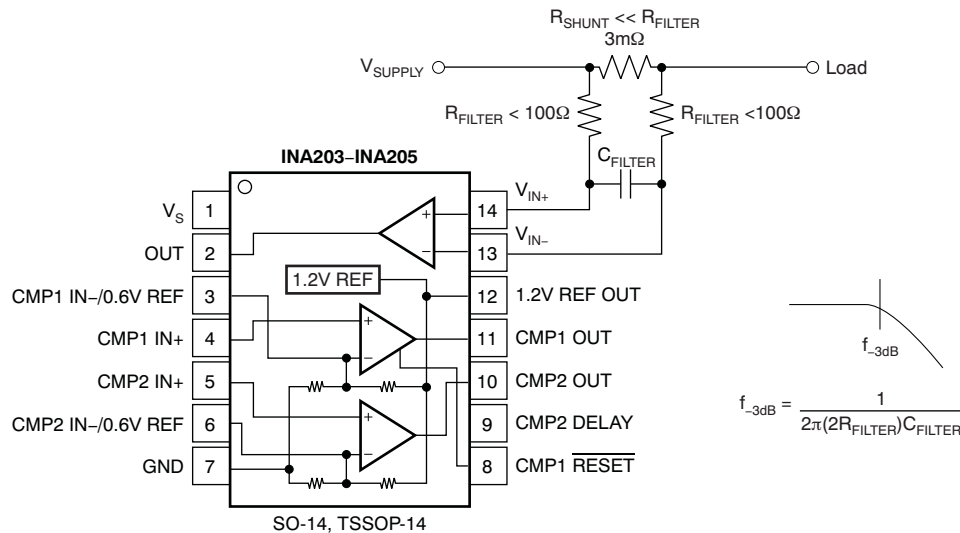 R_SHUNT << R_FILTER
3mΩ
V_SUPPLY
Load
R_FILTER < 100Ω
R_FILTER <100Ω
C_FILTER
INA203–INA205
V_IN+
V_IN–
V_S 1
14
OUT 2
13
1.2V REF
CMP1 IN–/0.6V REF 3
12 1.2V REF OUT
CMP1 IN+ 4
11 CMP1 OUT
CMP2 IN+ 5
10 CMP2 OUT
CMP2 IN–/0.6V REF 6
9 CMP2 DELAY
GND 7
8 CMP1 R̅E̅S̅E̅T̅
+
–
+
–
+
–
SO-14, TSSOP-14
f_–3dB
f_–3dB = 1 / 2π(2R_FILTER)C_FILTER